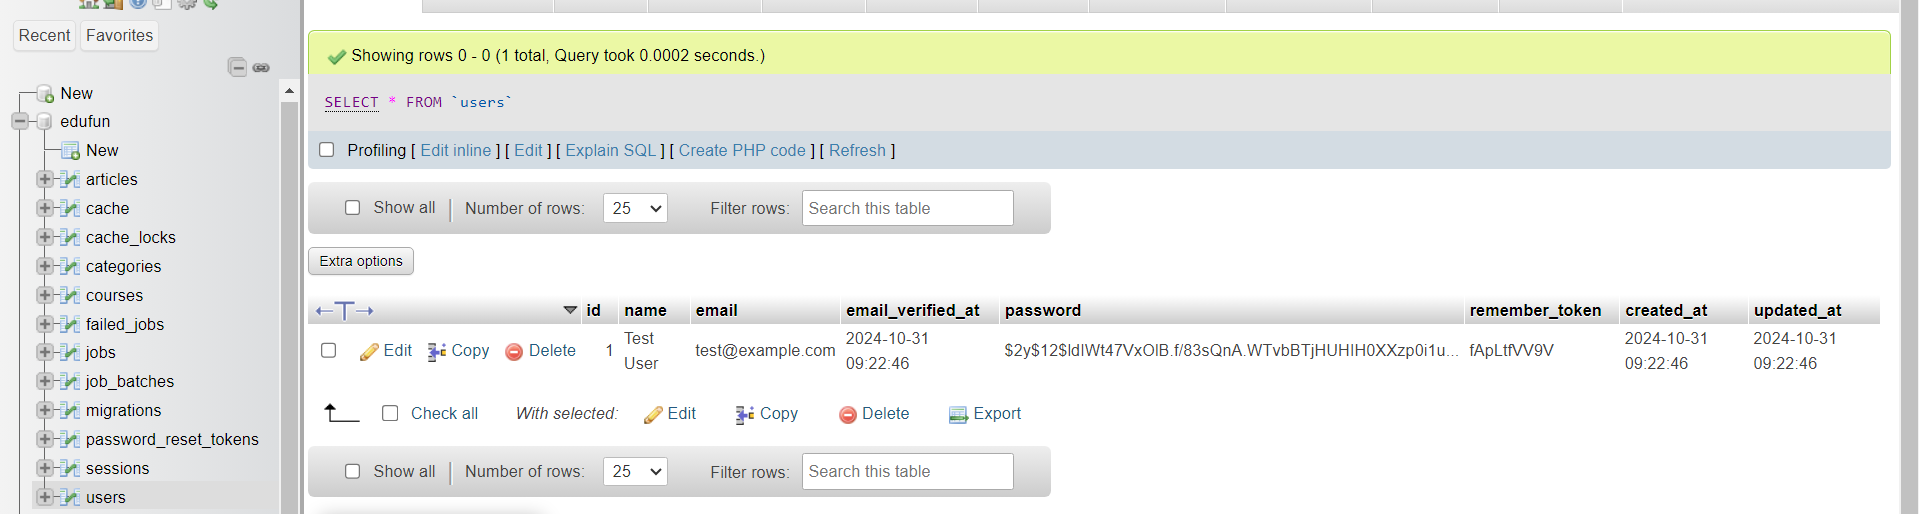 Recent Favorites
New
edufun
New
articles
cache
cache_locks
categories
courses
failed_jobs
jobs
job_batches
migrations
password_reset_tokens
sessions
users
Showing rows 0 - 0 (1 total, Query took 0.0002 seconds.)
SELECT * FROM `users`
Profiling [ Edit inline ] [ Edit ] [ Explain SQL ] [ Create PHP code ] [ Refresh ]
Show all Number of rows: 25 Filter rows: Search this table
Extra options
id name email email_verified_at password remember_token created_at updated_at
Edit Copy Delete 1 Test User test@example.com 2024-10-31 09:22:46 $2y$12$ldIWt47VxOlB.f/83sQnA.WTvbBTjHUHIH0XXzp0i1u... fApLtfVV9V 2024-10-31 09:22:46 2024-10-31 09:22:46
Check all With selected: Edit Copy Delete Export
Show all Number of rows: 25 Filter rows: Search this table